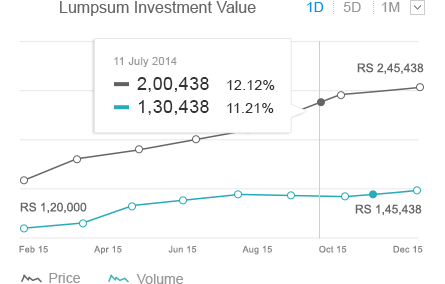 Lumpsum Investment Value 1D 5D 1M
11 July 2014
2,00,438 12.12%
1,30,438 11.21%
RS 2,45,438
RS 1,20,000
RS 1,45,438
Feb 15 Apr 15 Jun 15 Aug 15 Oct 15 Dec 15
Price Volume